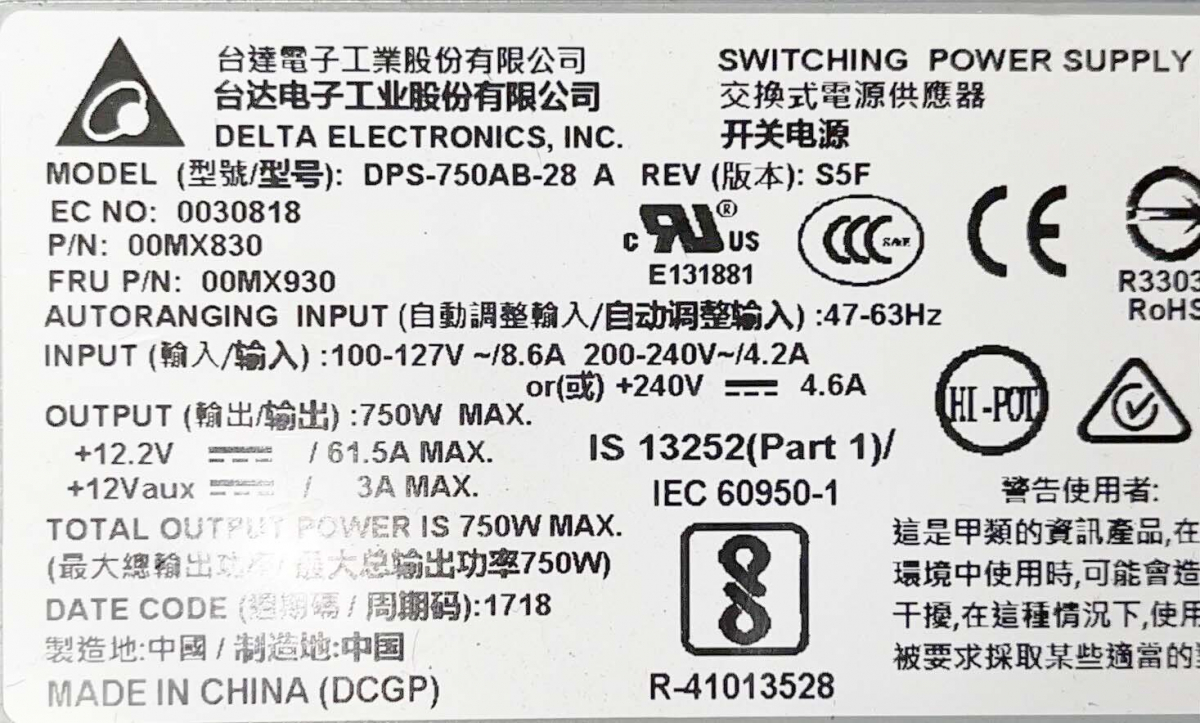 台達電子工業股份有限公司
台达电子工业股份有限公司
DELTA ELECTRONICS, INC.
SWITCHING POWER SUPPLY
交換式電源供應器
开关电源
MODEL (型號/型号): DPS-750AB-28 A REV (版本): S5F
EC NO: 0030818
P/N: 00MX830
FRU P/N: 00MX930
c RU® US
E131881
CCC S&E
CE
R3303
RoHS
AUTORANGING INPUT (自動調整輸入/自动调整输入) :47-63Hz
INPUT (輸入/输入) :100-127V ~/8.6A 200-240V~/4.2A
or(或) +240V ⎓ 4.6A
OUTPUT (輸出/输出) :750W MAX.
+12.2V ⎓ / 61.5A MAX.
+12Vaux ⎓ / 3A MAX.
TOTAL OUTPUT POWER IS 750W MAX.
(最大總輸出功率/最大总输出功率750W)
DATE CODE (週期碼 / 周期码):1718
製造地:中國 / 制造地:中国
MADE IN CHINA (DCGP)
IS 13252(Part 1)/
IEC 60950-1
R-41013528
HI-POT
警告使用者:
這是甲類的資訊產品,在
環境中使用時,可能會造
干擾,在這種情況下,使用
被要求採取某些適當的